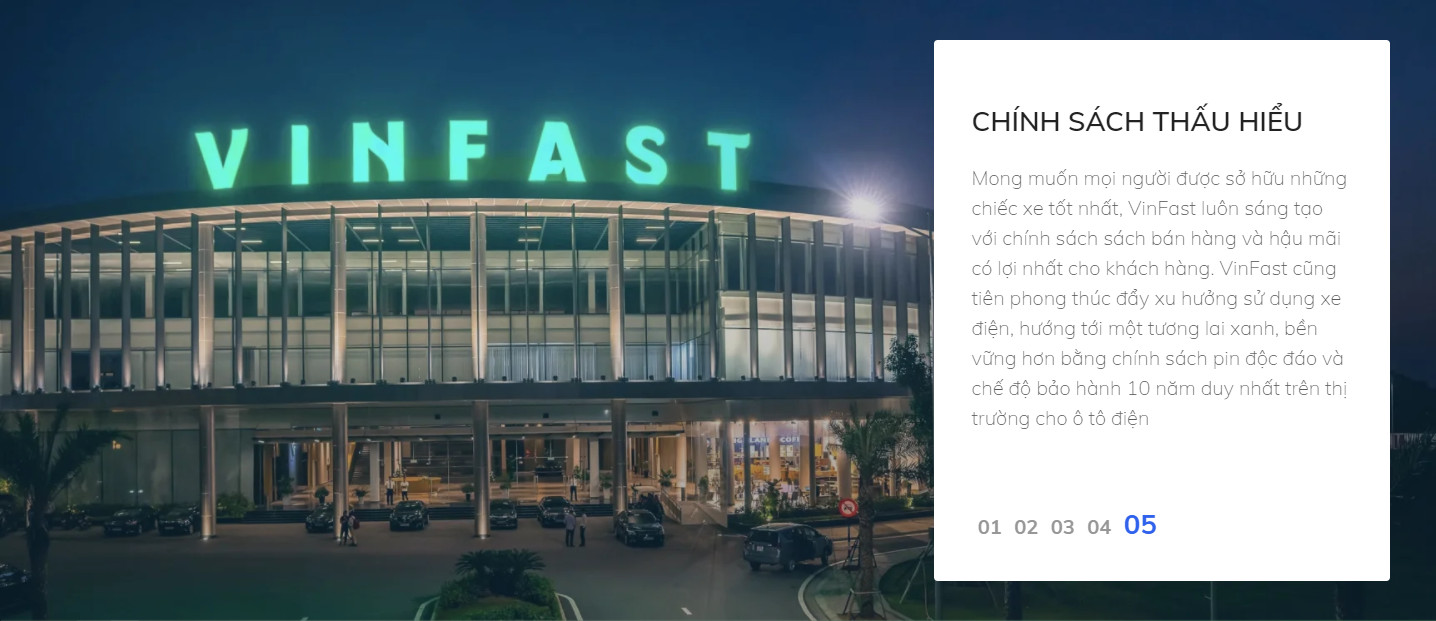 VINFAST
CHÍNH SÁCH THẤU HIỂU
Mong muốn mọi người được sở hữu những
chiếc xe tốt nhất, VinFast luôn sáng tạo
với chính sách sách bán hàng và hậu mãi
có lợi nhất cho khách hàng. VinFast cũng
tiên phong thúc đẩy xu hưởng sử dụng xe
điện, hướng tới một tương lai xanh, bền
vững hơn bằng chính sách pin độc đáo và
chế độ bảo hành 10 năm duy nhất trên thị
trường cho ô tô điện
01 02 03 04 05